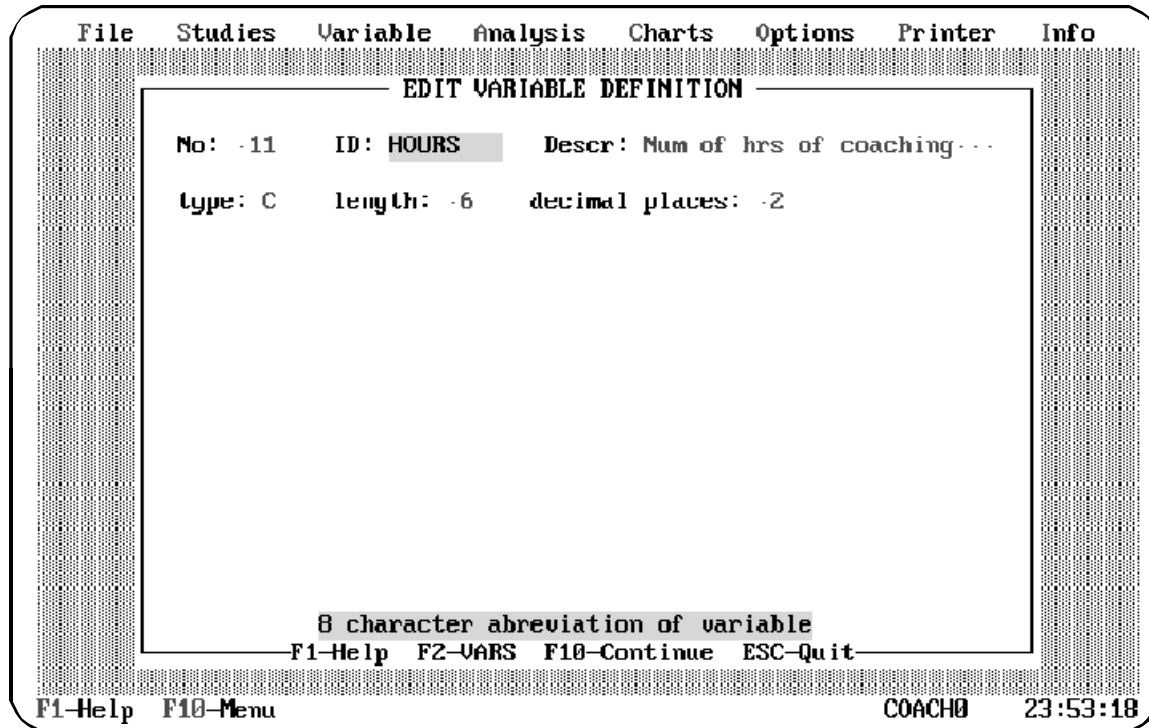 File Studies Variable Analysis Charts Options Printer Info
EDIT VARIABLE DEFINITION
No: ·11 ID: HOURS Descr: Num of hrs of coaching···
type: C length: ·6 decimal places: ·2
8 character abreviation of variable
F1-Help F2-VARS F10-Continue ESC-Quit
F1-Help F10-Menu COACH0 23:53:18